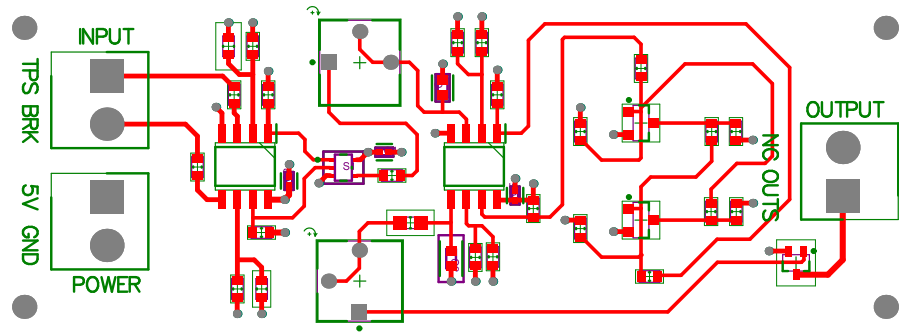 INPUT
TPS BRK
5V GND
POWER
S
NC OUTS
OUTPUT